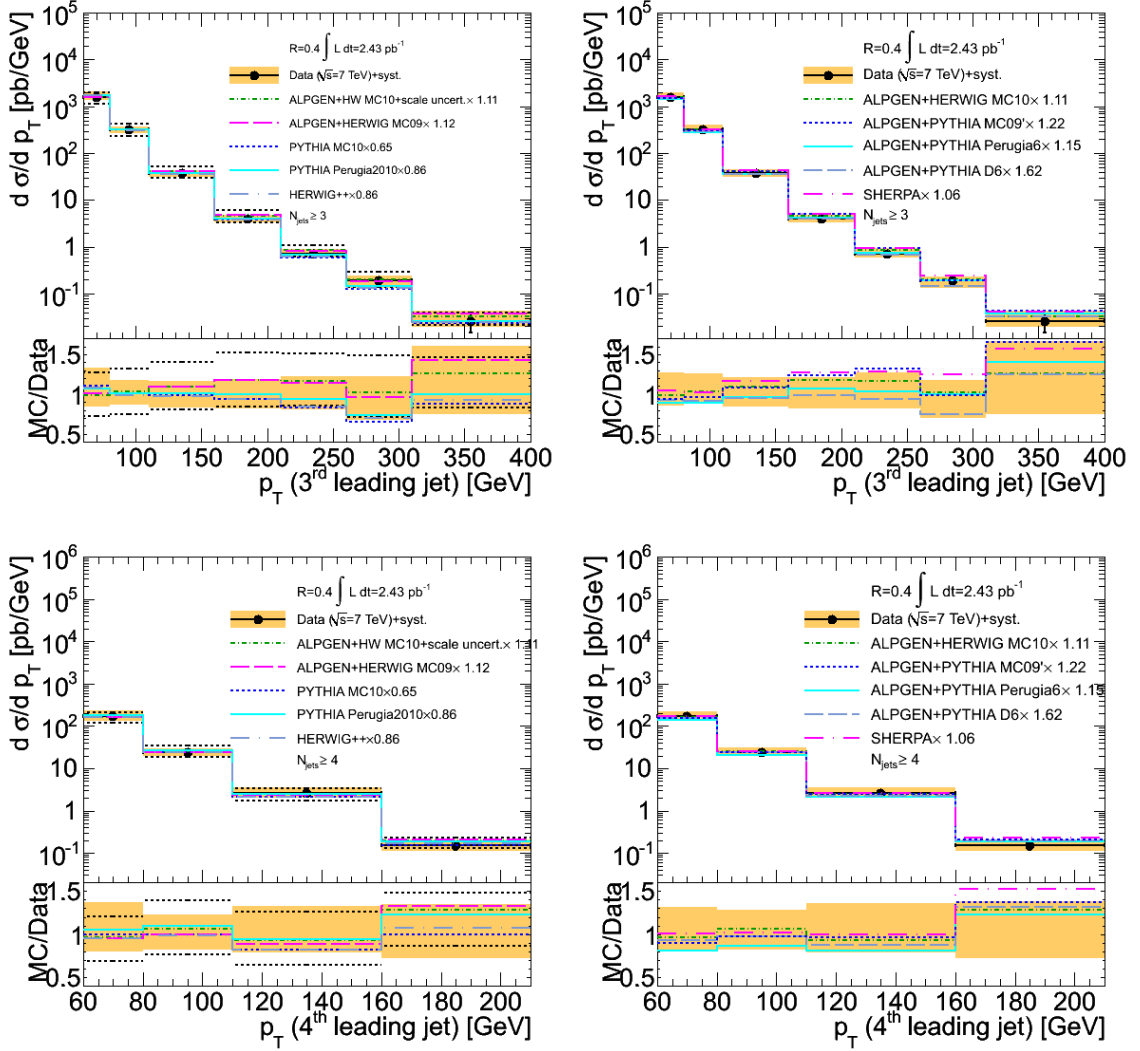 d σ/d p_T [pb/GeV]
10^5
10^4
10^3
10^2
10
1
10^-1
R=0.4 ∫ L dt=2.43 pb^-1
Data (√s=7 TeV)+syst.
ALPGEN+HW MC10+scale uncert.× 1.11
ALPGEN+HERWIG MC09× 1.12
PYTHIA MC10×0.65
PYTHIA Perugia2010×0.86
HERWIG++×0.86
N_jets ≥ 3
MC/Data
1.5
1
0.5
100 150 200 250 300 350 400
p_T (3^rd leading jet) [GeV]
d σ/d p_T [pb/GeV]
10^5
10^4
10^3
10^2
10
1
10^-1
R=0.4 ∫ L dt=2.43 pb^-1
Data (√s=7 TeV)+syst.
ALPGEN+HERWIG MC10× 1.11
ALPGEN+PYTHIA MC09'× 1.22
ALPGEN+PYTHIA Perugia6× 1.15
ALPGEN+PYTHIA D6× 1.62
SHERPA× 1.06
N_jets ≥ 3
MC/Data
1.5
1
0.5
100 150 200 250 300 350 400
p_T (3^rd leading jet) [GeV]
d σ/d p_T [pb/GeV]
10^6
10^5
10^4
10^3
10^2
10
1
10^-1
R=0.4 ∫ L dt=2.43 pb^-1
Data (√s=7 TeV)+syst.
ALPGEN+HW MC10+scale uncert.× 1.11
ALPGEN+HERWIG MC09× 1.12
PYTHIA MC10×0.65
PYTHIA Perugia2010×0.86
HERWIG++×0.86
N_jets ≥ 4
MC/Data
1.5
1
0.5
60 80 100 120 140 160 180 200
p_T (4^th leading jet) [GeV]
d σ/d p_T [pb/GeV]
10^6
10^5
10^4
10^3
10^2
10
1
10^-1
R=0.4 ∫ L dt=2.43 pb^-1
Data (√s=7 TeV)+syst.
ALPGEN+HERWIG MC10× 1.11
ALPGEN+PYTHIA MC09'× 1.22
ALPGEN+PYTHIA Perugia6× 1.15
ALPGEN+PYTHIA D6× 1.62
SHERPA× 1.06
N_jets ≥ 4
MC/Data
1.5
1
0.5
60 80 100 120 140 160 180 200
p_T (4^th leading jet) [GeV]